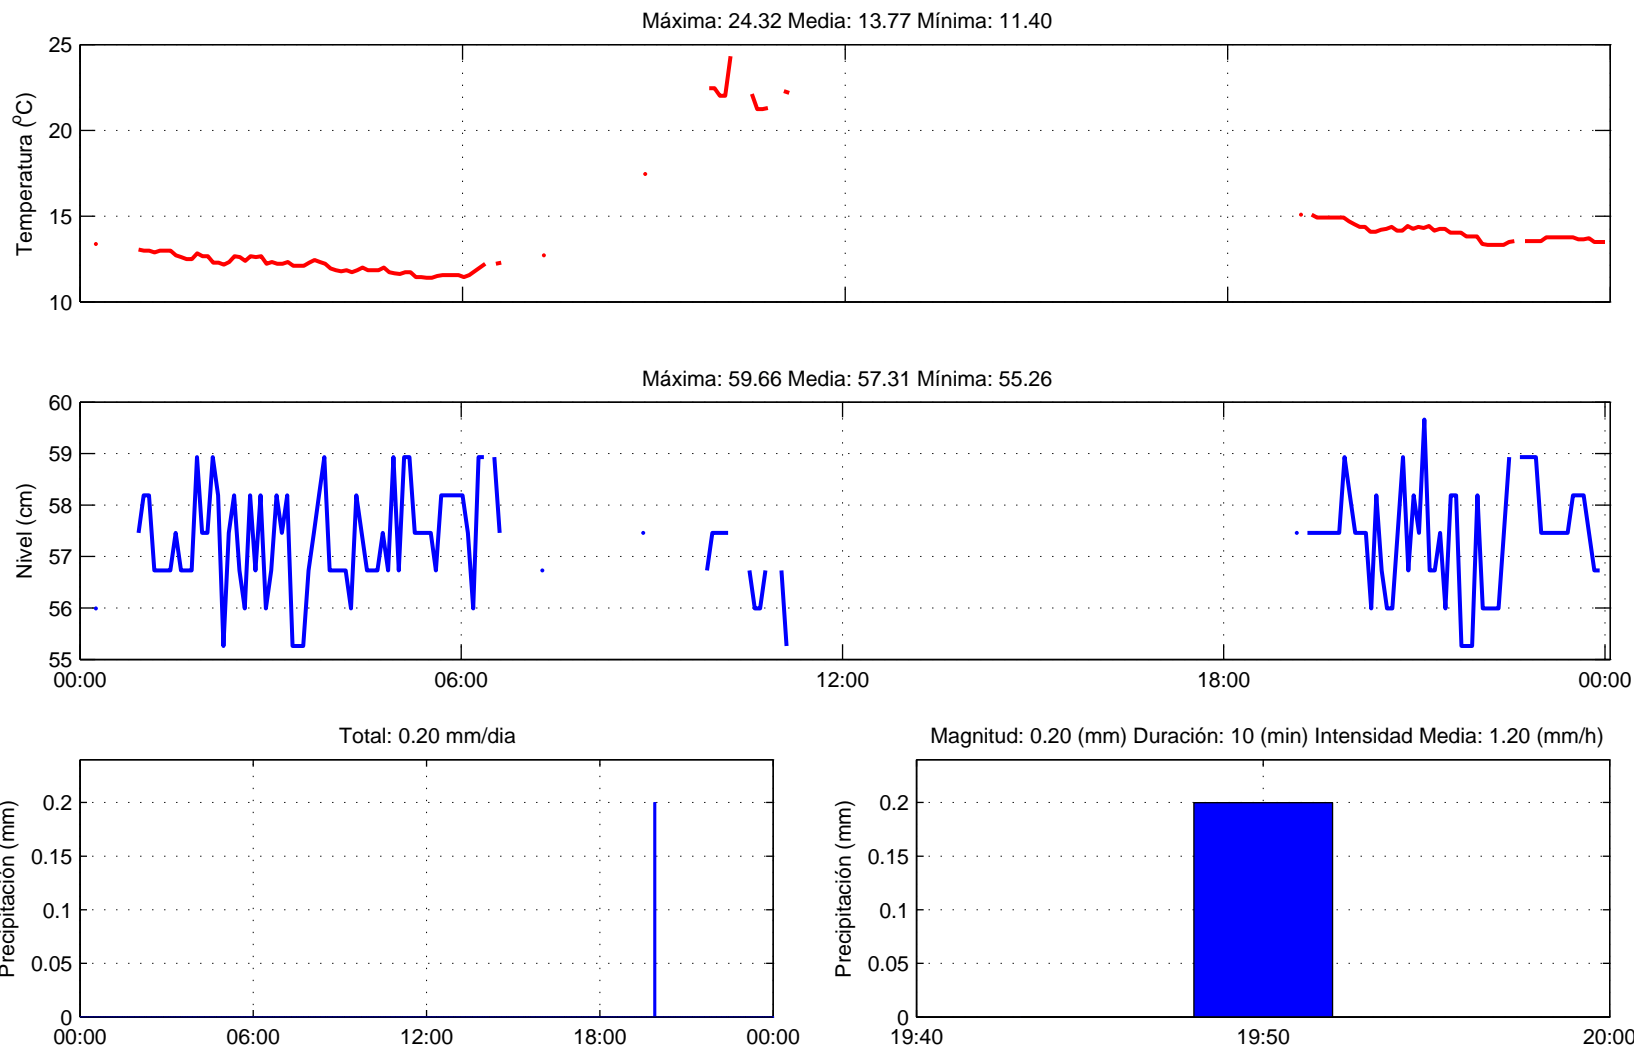 Máxima: 24.32 Media: 13.77 Mínima: 11.40
Temperatura (⁰C)
25
20
15
10
Máxima: 59.66 Media: 57.31 Mínima: 55.26
Nivel (cm)
60
59
58
57
56
55
00:00 06:00 12:00 18:00 00:00
Total: 0.20 mm/dia
Precipitación (mm)
0.2
0.15
0.1
0.05
0
00:00 06:00 12:00 18:00 00:00
Magnitud: 0.20 (mm) Duración: 10 (min) Intensidad Media: 1.20 (mm/h)
Precipitación (mm)
0.2
0.15
0.1
0.05
0
19:40 19:50 20:00